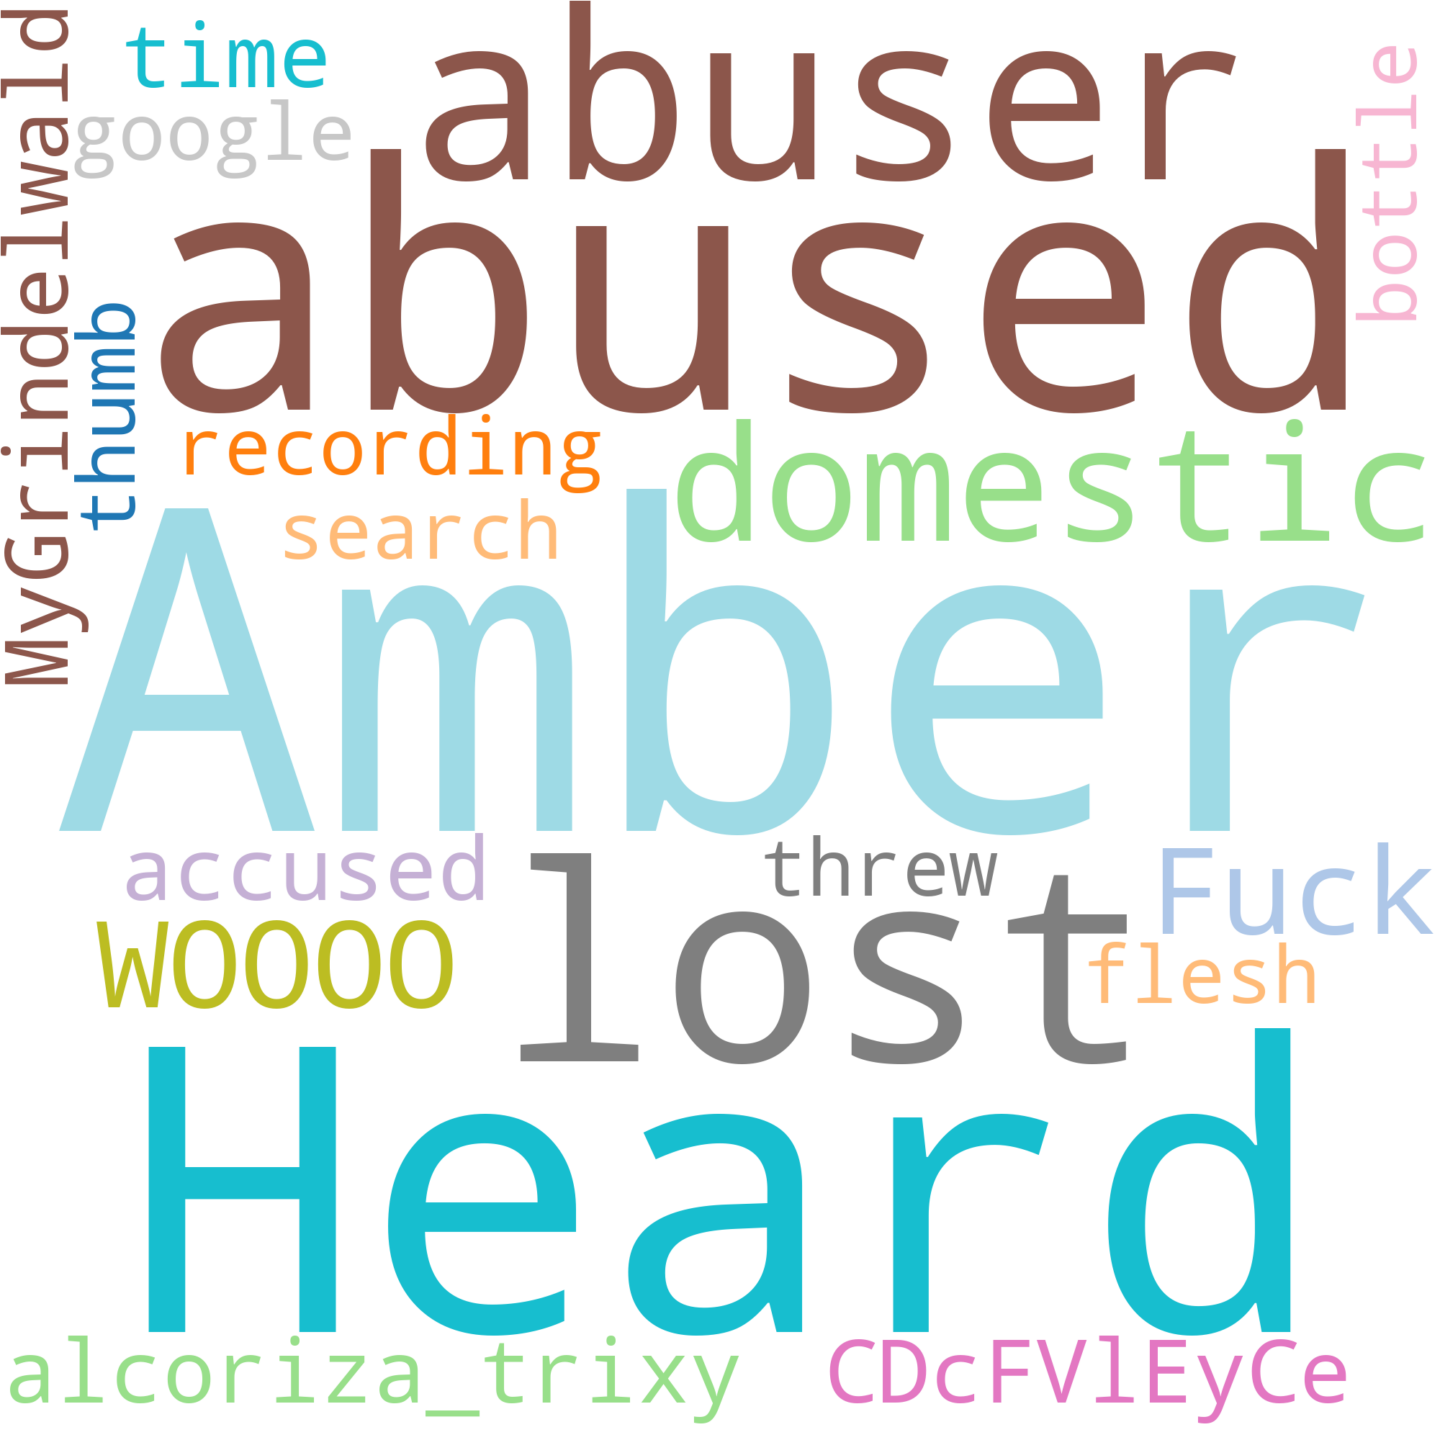 time
abuser
google
bottle
MyGrindelwald
abused
thumb
recording
domestic
search
Amber
accused
threw
Fuck
WOOOO
lost
flesh
Heard
alcoriza_trixy
CDcFVlEyCe